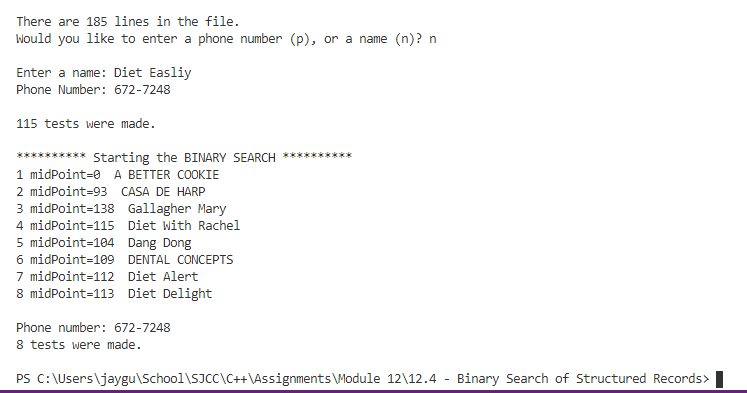 There are 185 lines in the file.
Would you like to enter a phone number (p), or a name (n)? n
Enter a name: Diet Easliy
Phone Number: 672-7248
115 tests were made.
********** Starting the BINARY SEARCH **********
1 midPoint=0  A BETTER COOKIE
2 midPoint=93  CASA DE HARP
3 midPoint=138  Gallagher Mary
4 midPoint=115  Diet With Rachel
5 midPoint=104  Dang Dong
6 midPoint=109  DENTAL CONCEPTS
7 midPoint=112  Diet Alert
8 midPoint=113  Diet Delight
Phone number: 672-7248
8 tests were made.
PS C:\Users\jaygu\School\SJCC\C++\Assignments\Module 12\12.4 - Binary Search of Structured Records>